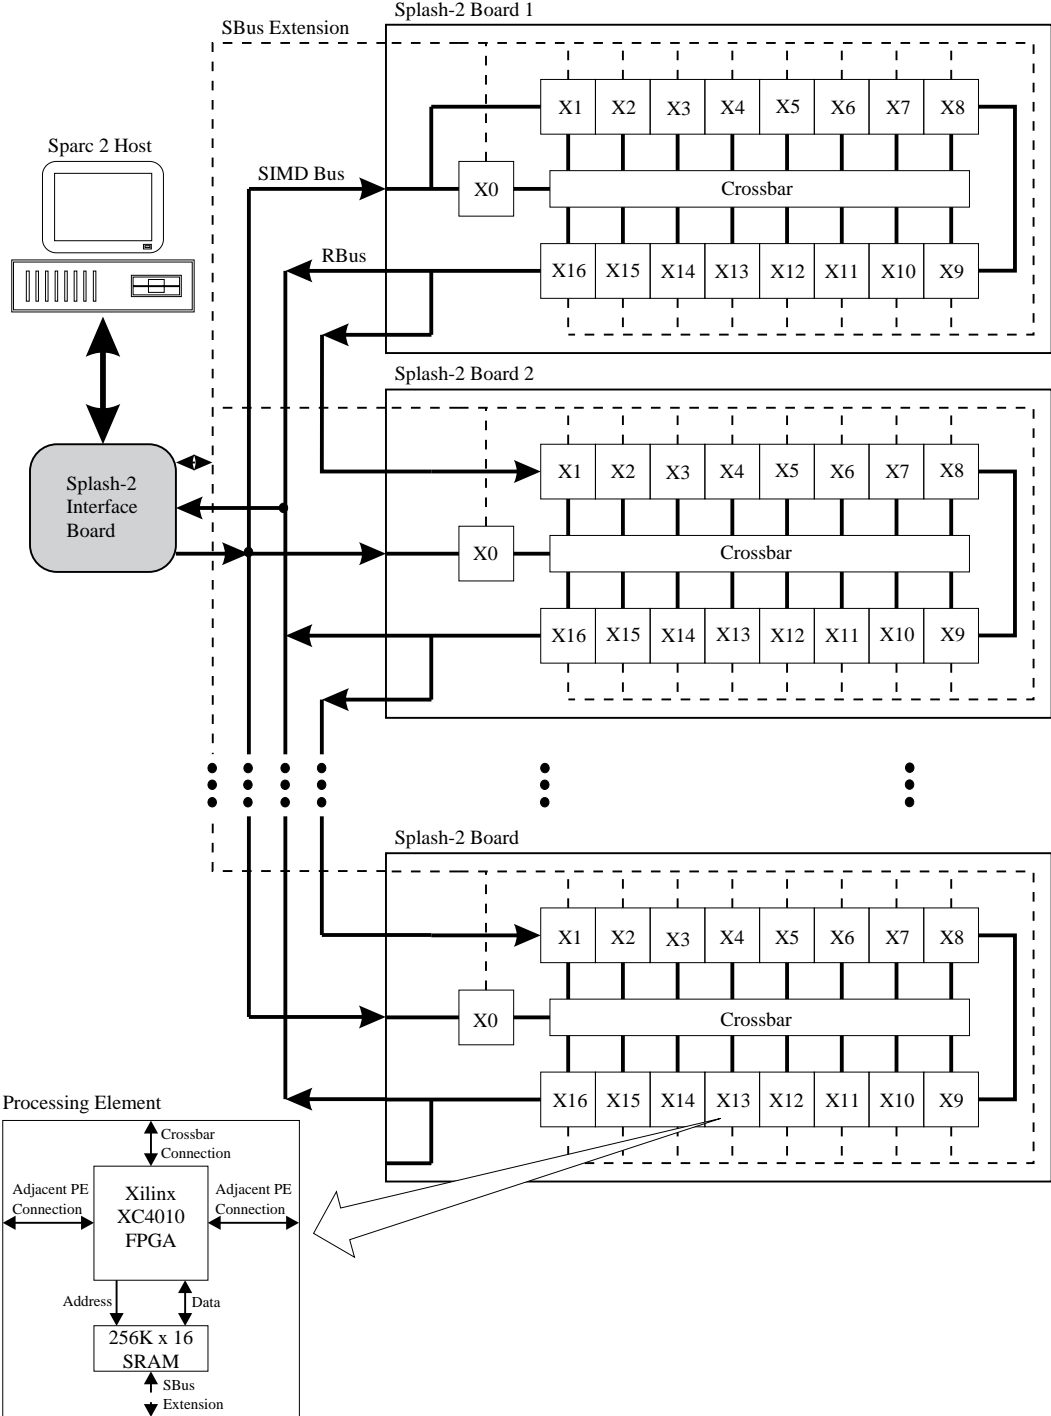 Splash-2 Board 1
SBus Extension
X1 X2 X3 X4 X5 X6 X7 X8
Sparc 2 Host
SIMD Bus
X0
Crossbar
RBus
X16 X15 X14 X13 X12 X11 X10 X9
Splash-2 Board 2
X1 X2 X3 X4 X5 X6 X7 X8
Splash-2
Interface
Board
X0
Crossbar
X16 X15 X14 X13 X12 X11 X10 X9
Splash-2 Board
X1 X2 X3 X4 X5 X6 X7 X8
X0
Crossbar
X16 X15 X14 X13 X12 X11 X10 X9
Processing Element
Crossbar
Connection
Adjacent PE
Connection
Xilinx
XC4010
FPGA
Adjacent PE
Connection
Address
Data
256K x 16
SRAM
SBus
Extension